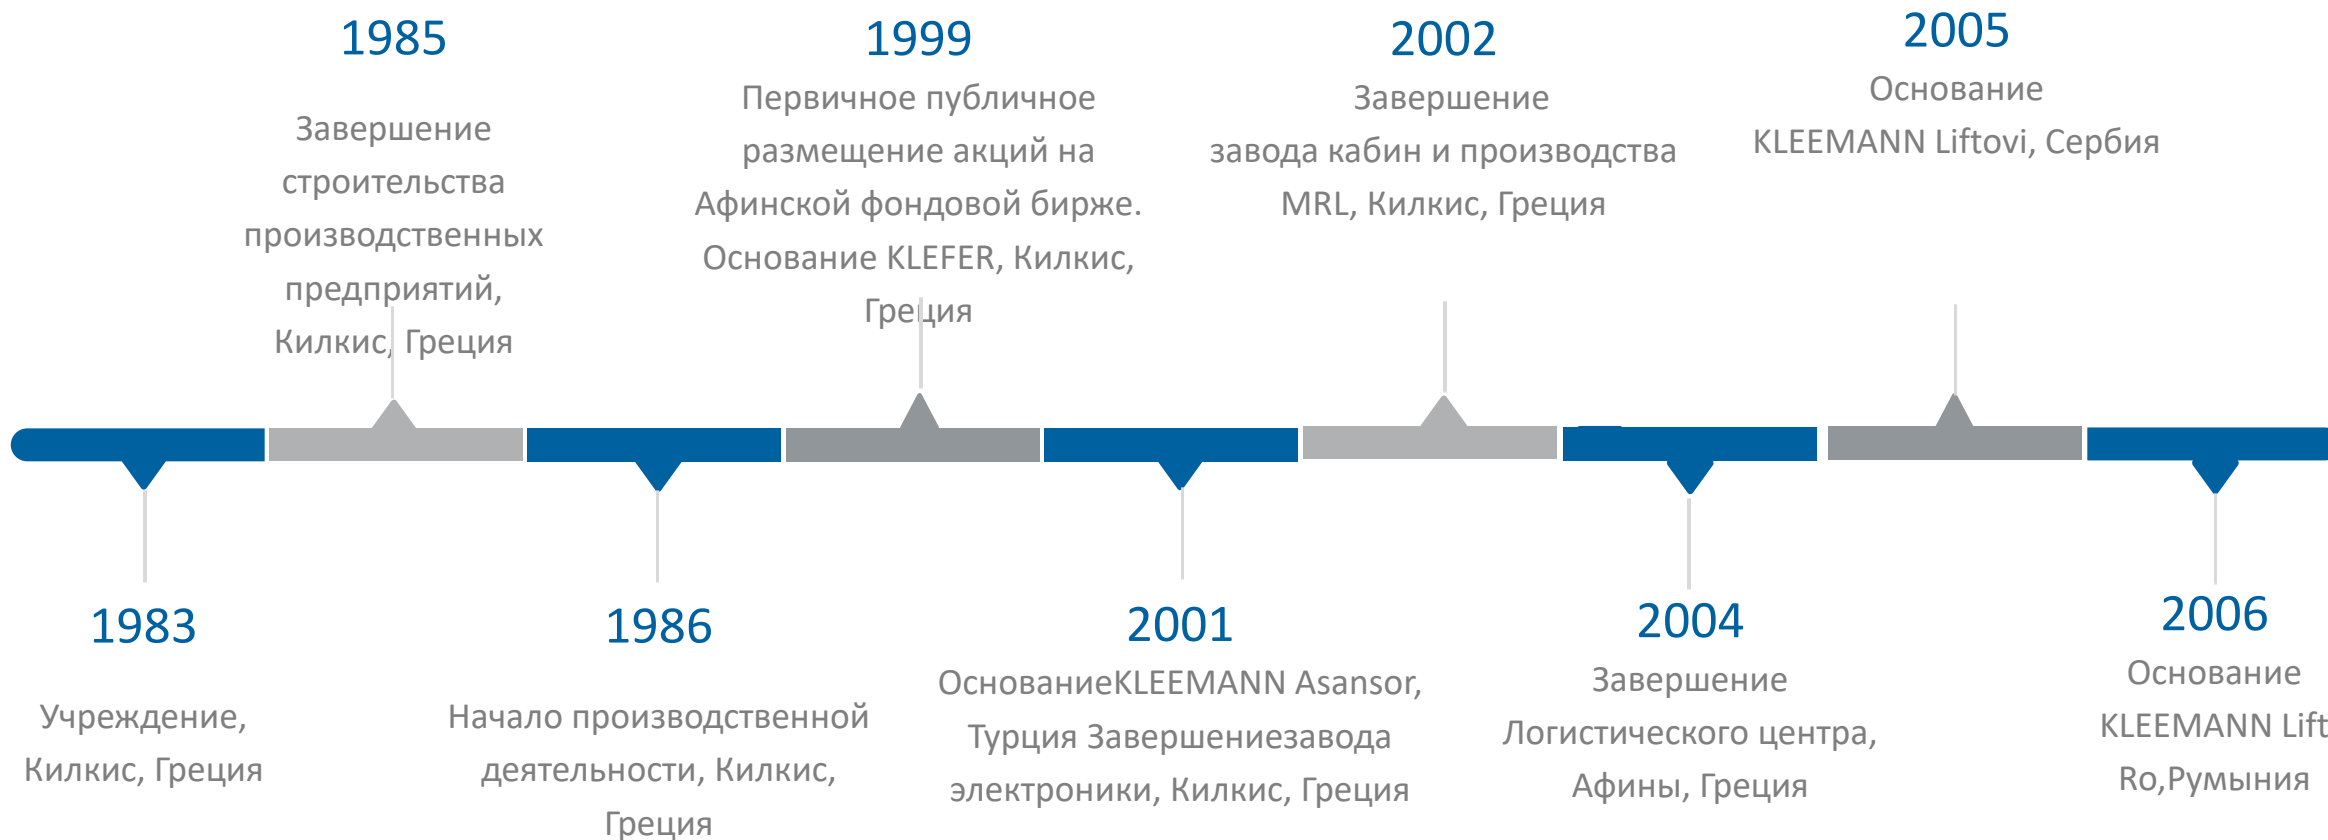 1985
Завершение
строительства
производственных
предприятий,
Килкис, Греция
1999
Первичное публичное
размещение акций на
Афинской фондовой бирже.
Основание KLEFER, Килкис,
Греция
2002
Завершение
завода кабин и производства
MRL, Килкис, Греция
2005
Основание
KLEEMANN Liftovi, Сербия
1983
Учреждение,
Килкис, Греция
1986
Начало производственной
деятельности, Килкис,
Греция
2001
ОснованиеKLEEMANN Asansor,
Турция Завершениезавода
электроники, Килкис, Греция
2004
Завершение
Логистического центра,
Афины, Греция
2006
Основание
KLEEMANN Lift
Ro,Румыния